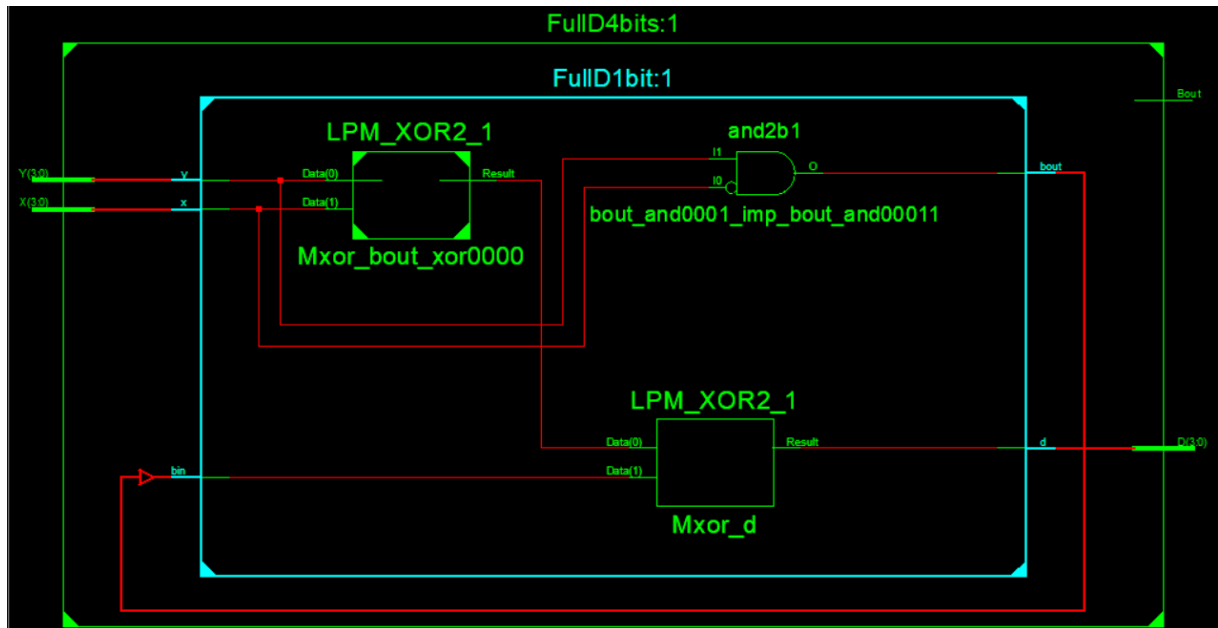 FullD4bits:1
FullD1bit:1
Bout
LPM_XOR2_1
and2b1
Y(3:0)
y
Data(0)
Result
I1
O
bout
X(3:0)
x
Data(1)
I0
bout_and0001_imp_bout_and00011
Mxor_bout_xor0000
LPM_XOR2_1
Data(0)
Result
d
D(3:0)
bin
Data(1)
Mxor_d